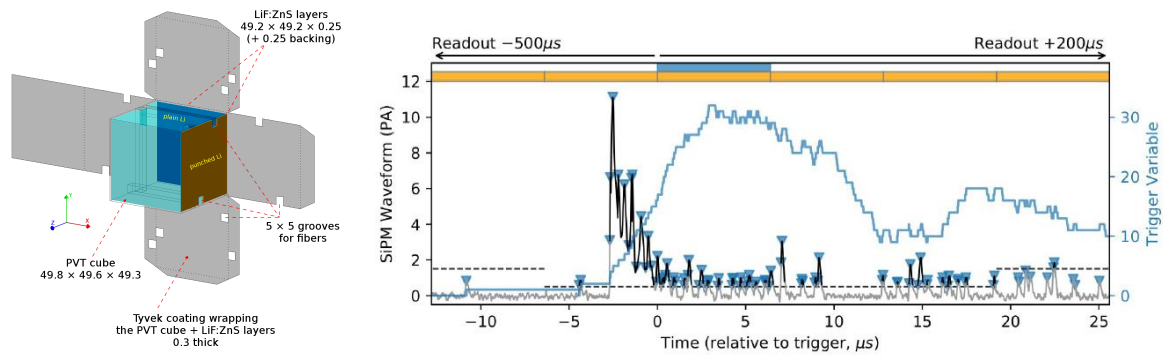 LiF:ZnS layers
49.2 × 49.2 × 0.25
(+ 0.25 backing)
plain Li
punched Li
Y
X
Z
5 × 5 grooves
for fibers
PVT cube
49.8 × 49.6 × 49.3
Tyvek coating wrapping
the PVT cube + LiF:ZnS layers
0.3 thick
Readout −500μs
Readout +200μs
SiPM Waveform (PA)
12
10
8
6
4
2
0
30
20
10
0
Trigger Variable
−10
−5
0
5
10
15
20
25
Time (relative to trigger, μs)